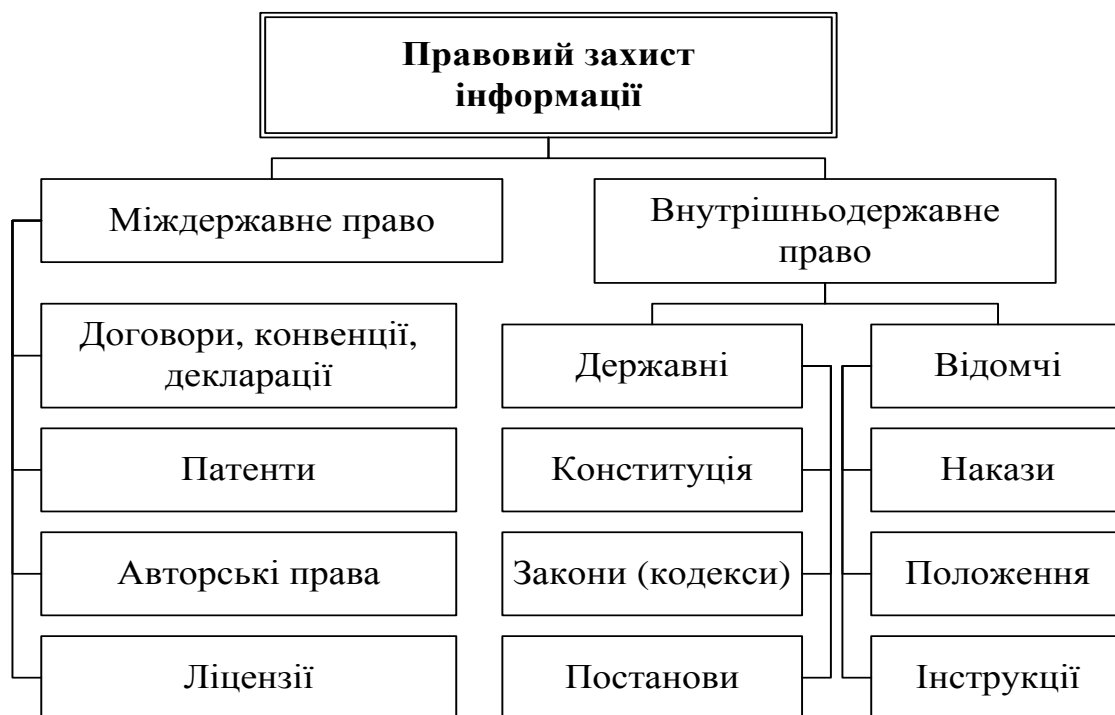 Правовий захист
інформації
Міждержавне право
Внутрішньодержавне
право
Договори, конвенції,
декларації
Державні
Відомчі
Патенти
Конституція
Накази
Авторські права
Закони (кодекси)
Положення
Ліцензії
Постанови
Інструкції